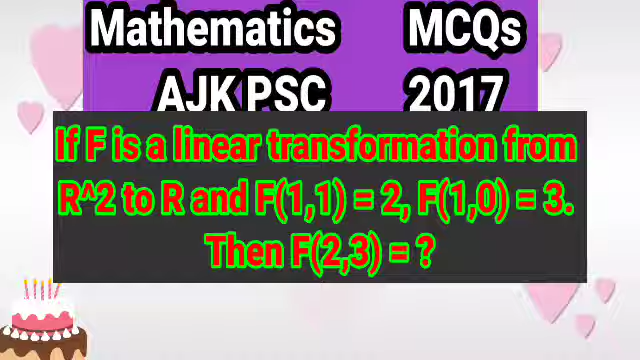 Mathematics MCQs
AJK PSC 2017
If F is a linear transformation from
R^2 to R and F(1,1) = 2, F(1,0) = 3.
Then F(2,3) = ?